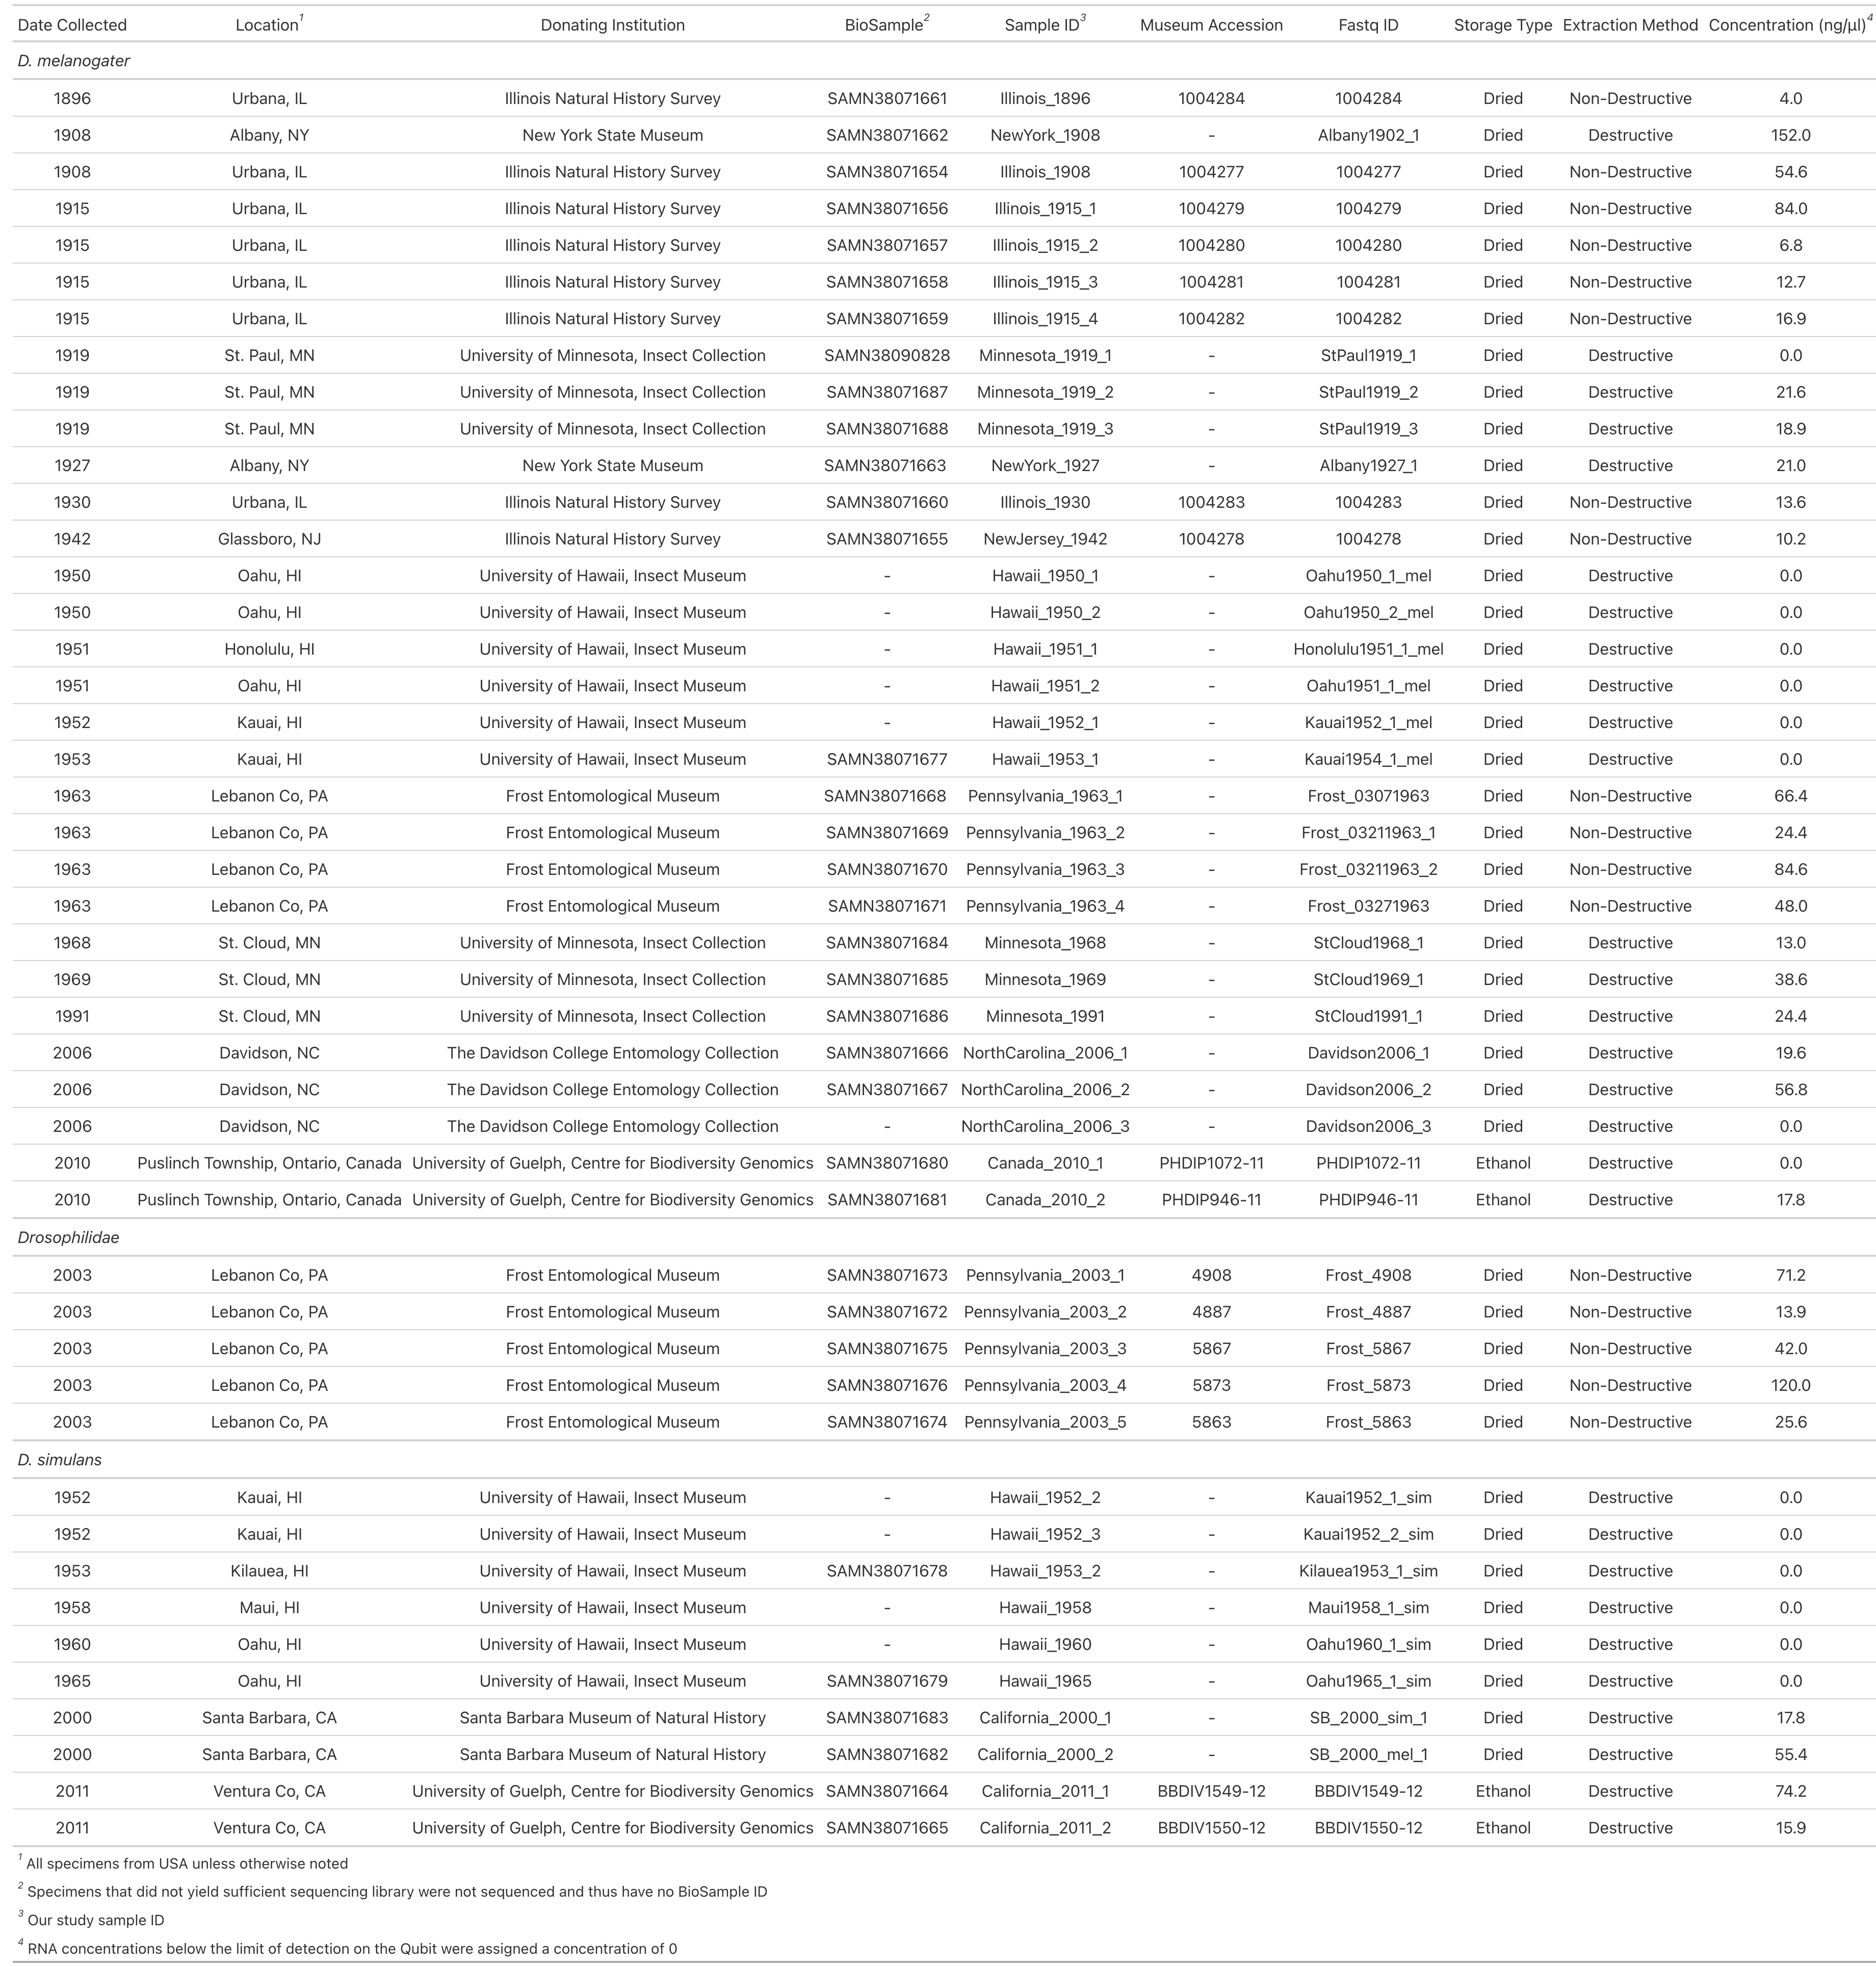 Date Collected Location1 Donating Institution BioSample2 Sample ID3 Museum Accession Fastq ID Storage Type Extraction Method Concentration (ng/µl)4
D. melanogater
1896 Urbana, IL Illinois Natural History Survey SAMN38071661 Illinois_1896 1004284 1004284 Dried Non-Destructive 4.0
1908 Albany, NY New York State Museum SAMN38071662 NewYork_1908 - Albany1902_1 Dried Destructive 152.0
1908 Urbana, IL Illinois Natural History Survey SAMN38071654 Illinois_1908 1004277 1004277 Dried Non-Destructive 54.6
1915 Urbana, IL Illinois Natural History Survey SAMN38071656 Illinois_1915_1 1004279 1004279 Dried Non-Destructive 84.0
1915 Urbana, IL Illinois Natural History Survey SAMN38071657 Illinois_1915_2 1004280 1004280 Dried Non-Destructive 6.8
1915 Urbana, IL Illinois Natural History Survey SAMN38071658 Illinois_1915_3 1004281 1004281 Dried Non-Destructive 12.7
1915 Urbana, IL Illinois Natural History Survey SAMN38071659 Illinois_1915_4 1004282 1004282 Dried Non-Destructive 16.9
1919 St. Paul, MN University of Minnesota, Insect Collection SAMN38090828 Minnesota_1919_1 - StPaul1919_1 Dried Destructive 0.0
1919 St. Paul, MN University of Minnesota, Insect Collection SAMN38071687 Minnesota_1919_2 - StPaul1919_2 Dried Destructive 21.6
1919 St. Paul, MN University of Minnesota, Insect Collection SAMN38071688 Minnesota_1919_3 - StPaul1919_3 Dried Destructive 18.9
1927 Albany, NY New York State Museum SAMN38071663 NewYork_1927 - Albany1927_1 Dried Destructive 21.0
1930 Urbana, IL Illinois Natural History Survey SAMN38071660 Illinois_1930 1004283 1004283 Dried Non-Destructive 13.6
1942 Glassboro, NJ Illinois Natural History Survey SAMN38071655 NewJersey_1942 1004278 1004278 Dried Non-Destructive 10.2
1950 Oahu, HI University of Hawaii, Insect Museum - Hawaii_1950_1 - Oahu1950_1_mel Dried Destructive 0.0
1950 Oahu, HI University of Hawaii, Insect Museum - Hawaii_1950_2 - Oahu1950_2_mel Dried Destructive 0.0
1951 Honolulu, HI University of Hawaii, Insect Museum - Hawaii_1951_1 - Honolulu1951_1_mel Dried Destructive 0.0
1951 Oahu, HI University of Hawaii, Insect Museum - Hawaii_1951_2 - Oahu1951_1_mel Dried Destructive 0.0
1952 Kauai, HI University of Hawaii, Insect Museum - Hawaii_1952_1 - Kauai1952_1_mel Dried Destructive 0.0
1953 Kauai, HI University of Hawaii, Insect Museum SAMN38071677 Hawaii_1953_1 - Kauai1954_1_mel Dried Destructive 0.0
1963 Lebanon Co, PA Frost Entomological Museum SAMN38071668 Pennsylvania_1963_1 - Frost_03071963 Dried Non-Destructive 66.4
1963 Lebanon Co, PA Frost Entomological Museum SAMN38071669 Pennsylvania_1963_2 - Frost_03211963_1 Dried Non-Destructive 24.4
1963 Lebanon Co, PA Frost Entomological Museum SAMN38071670 Pennsylvania_1963_3 - Frost_03211963_2 Dried Non-Destructive 84.6
1963 Lebanon Co, PA Frost Entomological Museum SAMN38071671 Pennsylvania_1963_4 - Frost_03271963 Dried Non-Destructive 48.0
1968 St. Cloud, MN University of Minnesota, Insect Collection SAMN38071684 Minnesota_1968 - StCloud1968_1 Dried Destructive 13.0
1969 St. Cloud, MN University of Minnesota, Insect Collection SAMN38071685 Minnesota_1969 - StCloud1969_1 Dried Destructive 38.6
1991 St. Cloud, MN University of Minnesota, Insect Collection SAMN38071686 Minnesota_1991 - StCloud1991_1 Dried Destructive 24.4
2006 Davidson, NC The Davidson College Entomology Collection SAMN38071666 NorthCarolina_2006_1 - Davidson2006_1 Dried Destructive 19.6
2006 Davidson, NC The Davidson College Entomology Collection SAMN38071667 NorthCarolina_2006_2 - Davidson2006_2 Dried Destructive 56.8
2006 Davidson, NC The Davidson College Entomology Collection - NorthCarolina_2006_3 - Davidson2006_3 Dried Destructive 0.0
2010 Puslinch Township, Ontario, Canada University of Guelph, Centre for Biodiversity Genomics SAMN38071680 Canada_2010_1 PHDIP1072-11 PHDIP1072-11 Ethanol Destructive 0.0
2010 Puslinch Township, Ontario, Canada University of Guelph, Centre for Biodiversity Genomics SAMN38071681 Canada_2010_2 PHDIP946-11 PHDIP946-11 Ethanol Destructive 17.8
Drosophilidae
2003 Lebanon Co, PA Frost Entomological Museum SAMN38071673 Pennsylvania_2003_1 4908 Frost_4908 Dried Non-Destructive 71.2
2003 Lebanon Co, PA Frost Entomological Museum SAMN38071672 Pennsylvania_2003_2 4887 Frost_4887 Dried Non-Destructive 13.9
2003 Lebanon Co, PA Frost Entomological Museum SAMN38071675 Pennsylvania_2003_3 5867 Frost_5867 Dried Non-Destructive 42.0
2003 Lebanon Co, PA Frost Entomological Museum SAMN38071676 Pennsylvania_2003_4 5873 Frost_5873 Dried Non-Destructive 120.0
2003 Lebanon Co, PA Frost Entomological Museum SAMN38071674 Pennsylvania_2003_5 5863 Frost_5863 Dried Non-Destructive 25.6
D. simulans
1952 Kauai, HI University of Hawaii, Insect Museum - Hawaii_1952_2 - Kauai1952_1_sim Dried Destructive 0.0
1952 Kauai, HI University of Hawaii, Insect Museum - Hawaii_1952_3 - Kauai1952_2_sim Dried Destructive 0.0
1953 Kilauea, HI University of Hawaii, Insect Museum SAMN38071678 Hawaii_1953_2 - Kilauea1953_1_sim Dried Destructive 0.0
1958 Maui, HI University of Hawaii, Insect Museum - Hawaii_1958 - Maui1958_1_sim Dried Destructive 0.0
1960 Oahu, HI University of Hawaii, Insect Museum - Hawaii_1960 - Oahu1960_1_sim Dried Destructive 0.0
1965 Oahu, HI University of Hawaii, Insect Museum SAMN38071679 Hawaii_1965 - Oahu1965_1_sim Dried Destructive 0.0
2000 Santa Barbara, CA Santa Barbara Museum of Natural History SAMN38071683 California_2000_1 - SB_2000_sim_1 Dried Destructive 17.8
2000 Santa Barbara, CA Santa Barbara Museum of Natural History SAMN38071682 California_2000_2 - SB_2000_mel_1 Dried Destructive 55.4
2011 Ventura Co, CA University of Guelph, Centre for Biodiversity Genomics SAMN38071664 California_2011_1 BBDIV1549-12 BBDIV1549-12 Ethanol Destructive 74.2
2011 Ventura Co, CA University of Guelph, Centre for Biodiversity Genomics SAMN38071665 California_2011_2 BBDIV1550-12 BBDIV1550-12 Ethanol Destructive 15.9
1 All specimens from USA unless otherwise noted
2 Specimens that did not yield sufficient sequencing library were not sequenced and thus have no BioSample ID
3 Our study sample ID
4 RNA concentrations below the limit of detection on the Qubit were assigned a concentration of 0